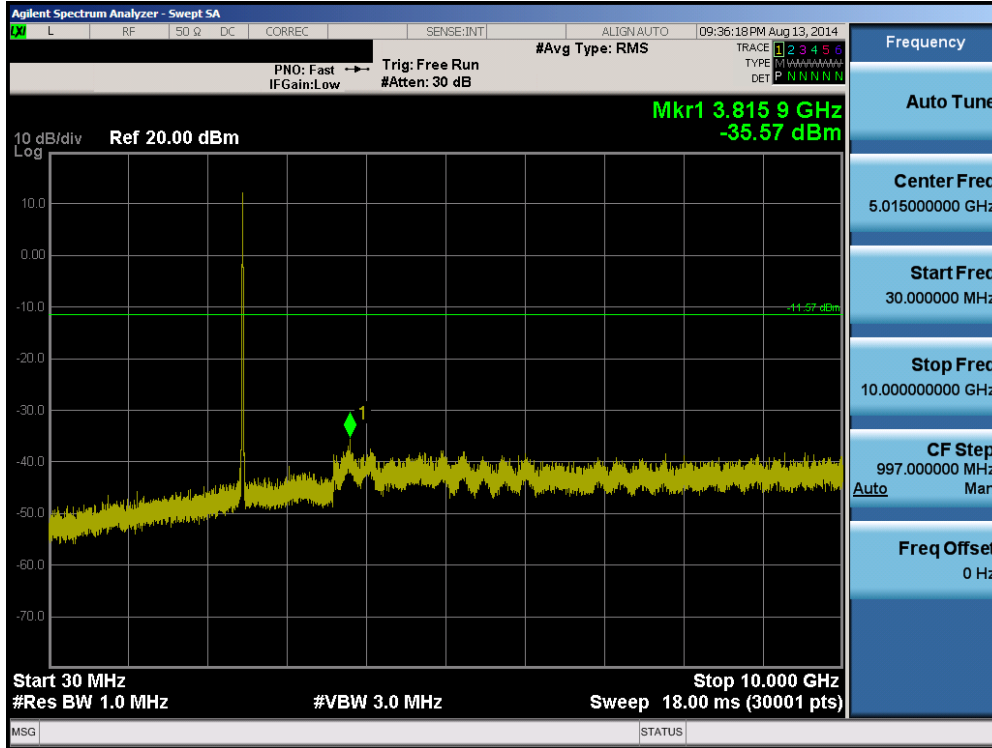 Agilent Spectrum Analyzer - Swept SA
LXI L RF 50 Ω DC CORREC SENSE:INT ALIGN AUTO 09:36:18 PM Aug 13, 2014
Frequency
#Avg Type: RMS
TRACE 1 2 3 4 5 6
TYPE M
DET P N N N N N
PNO: Fast
IFGain:Low
Trig: Free Run
#Atten: 30 dB
Auto Tune
Mkr1 3.815 9 GHz
-35.57 dBm
10 dB/div
Log
Ref 20.00 dBm
Center Freq
5.015000000 GHz
10.0
0.00
-10.0
-11.57 dBm
-20.0
-30.0
-40.0
-50.0
-60.0
-70.0
1
Start Freq
30.000000 MHz
Stop Freq
10.000000000 GHz
CF Step
997.000000 MHz
Auto Man
Freq Offset
0 Hz
Start 30 MHz
Stop 10.000 GHz
#Res BW 1.0 MHz
#VBW 3.0 MHz
Sweep 18.00 ms (30001 pts)
MSG
STATUS